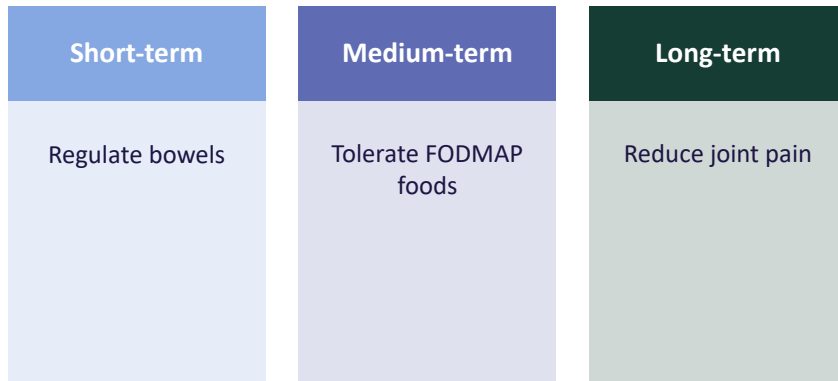 Short-term
Regulate bowels
Medium-term
Tolerate FODMAP
foods
Long-term
Reduce joint pain